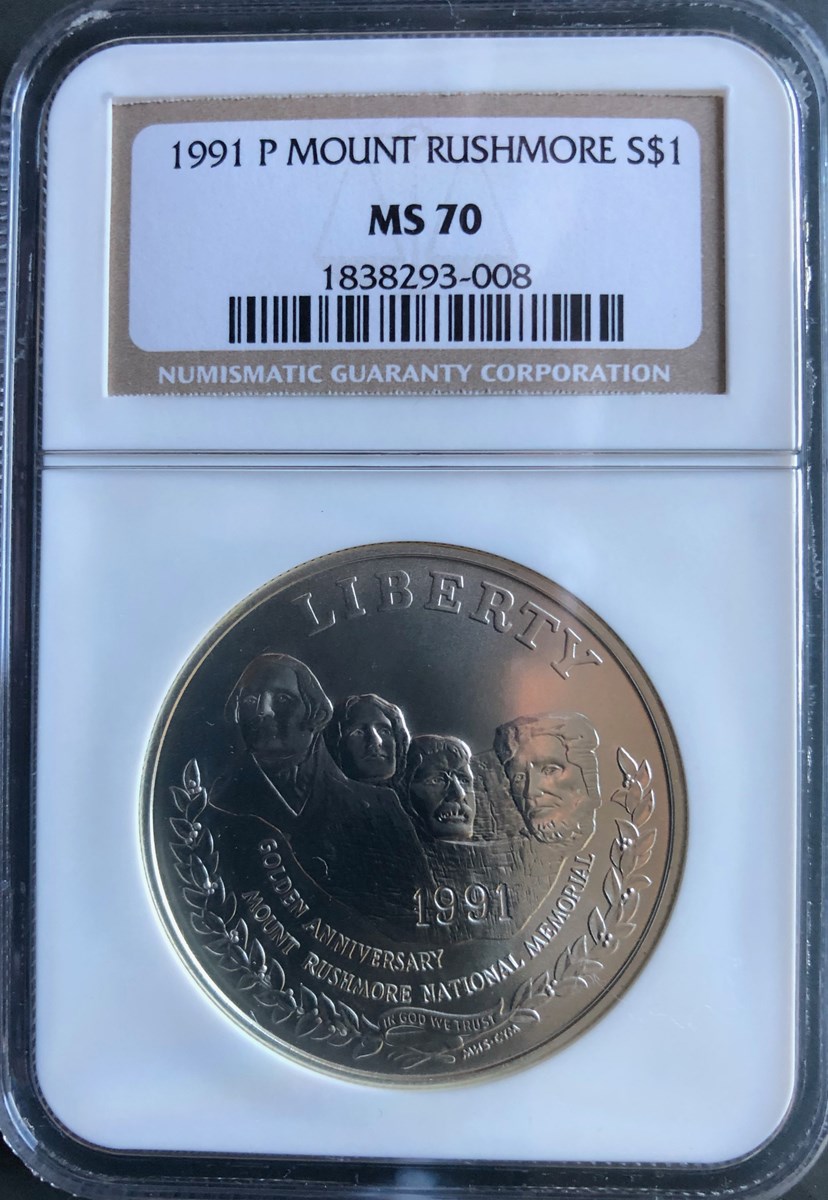 1991 P MOUNT RUSHMORE S$1
MS 70
1838293-008
NUMISMATIC GUARANTY CORPORATION
LIBERTY
1991
GOLDEN ANNIVERSARY
MOUNT RUSHMORE NATIONAL MEMORIAL
IN GOD WE TRUST